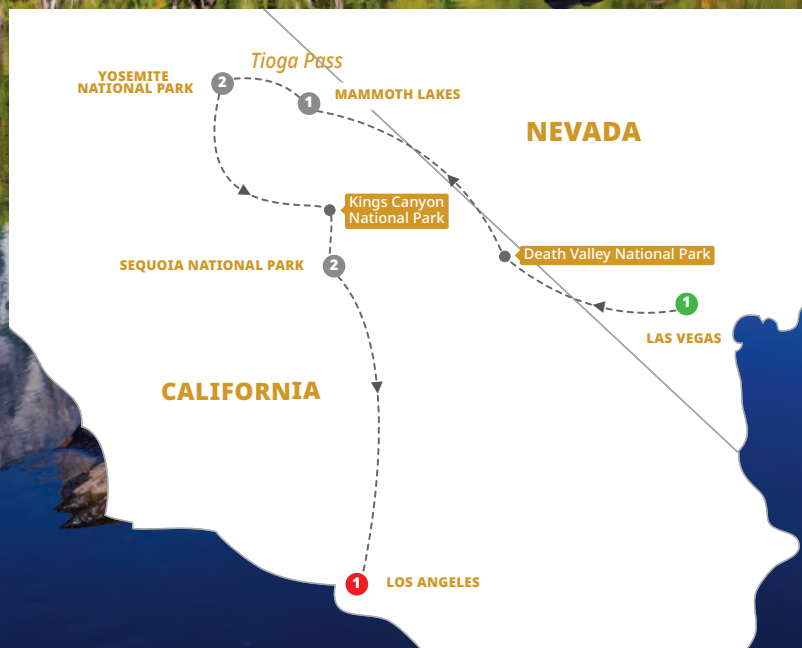 Tioga Pass
YOSEMITE
NATIONAL PARK
2
1
MAMMOTH LAKES
NEVADA
Kings Canyon
National Park
Death Valley National Park
SEQUOIA NATIONAL PARK
2
1
LAS VEGAS
CALIFORNIA
1
LOS ANGELES